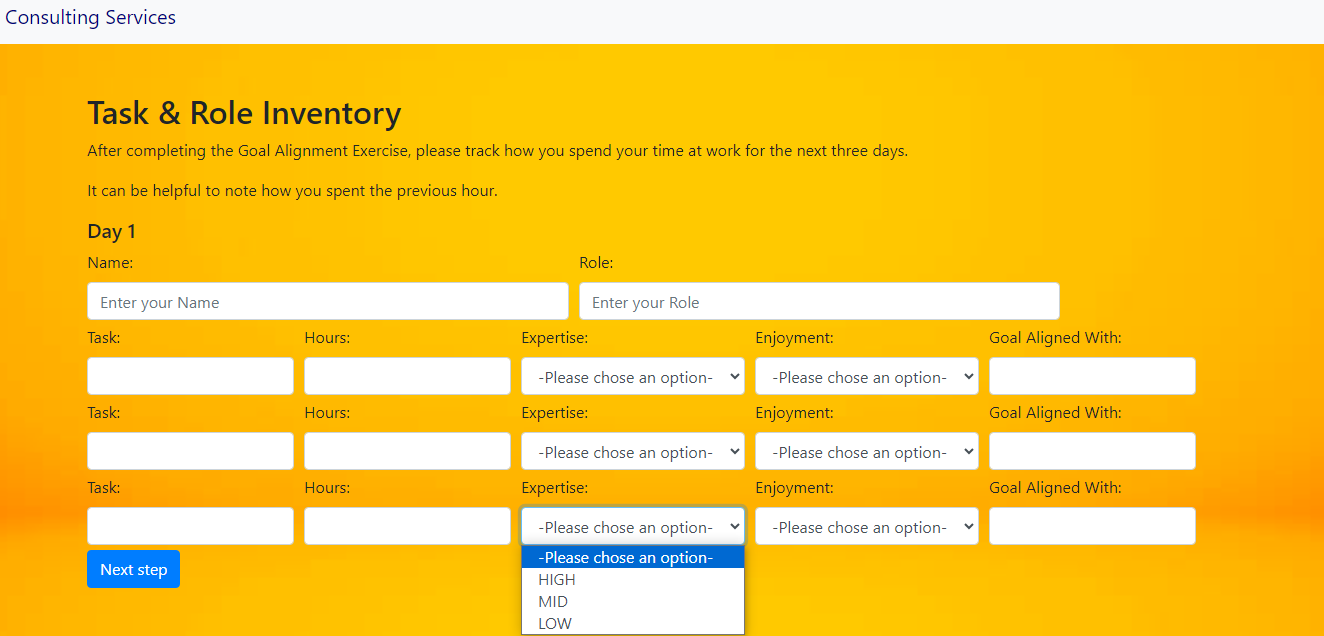 Consulting Services
Task & Role Inventory
After completing the Goal Alignment Exercise, please track how you spend your time at work for the next three days.
It can be helpful to note how you spent the previous hour.
Day 1
Name: Role:
Enter your Name Enter your Role
Task: Hours: Expertise: Enjoyment: Goal Aligned With:
-Please chose an option- -Please chose an option-
Task: Hours: Expertise: Enjoyment: Goal Aligned With:
-Please chose an option- -Please chose an option-
Task: Hours: Expertise: Enjoyment: Goal Aligned With:
-Please chose an option- -Please chose an option-
Next step
-Please chose an option-
HIGH
MID
LOW